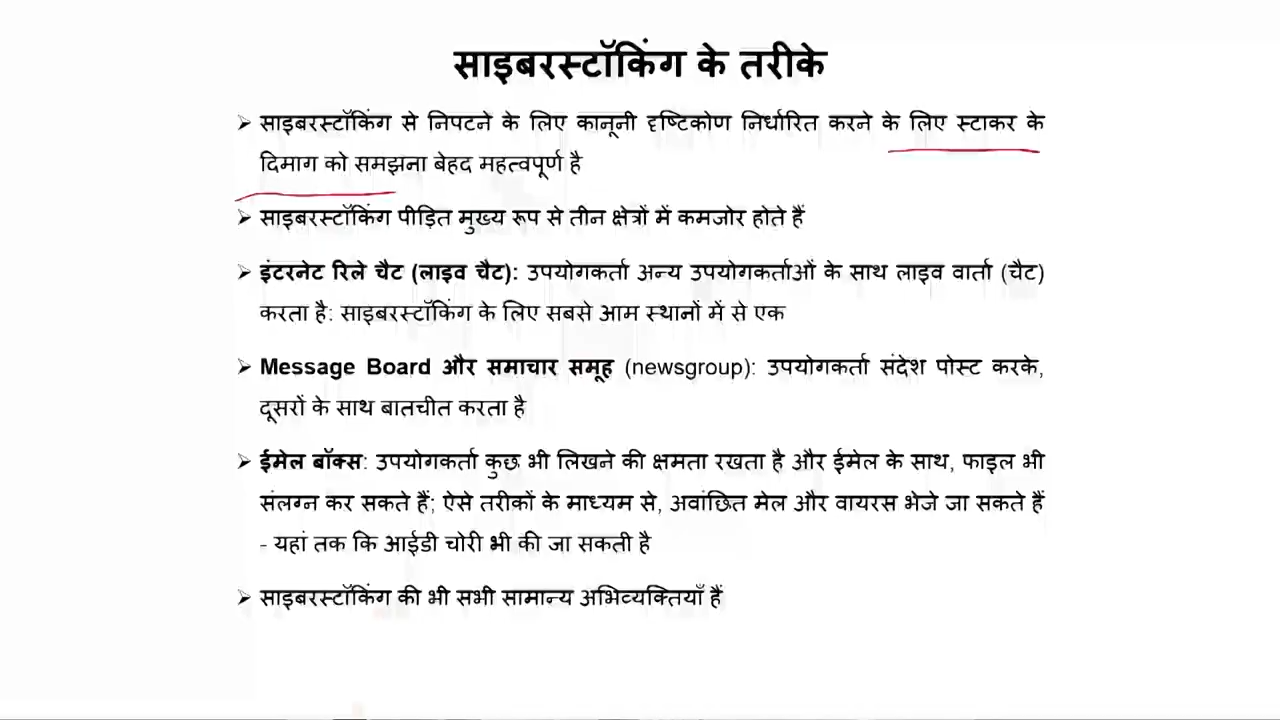 साइबरस्टॉकिंग के तरीके
➢ साइबरस्टॉकिंग से निपटने के लिए कानूनी दृष्टिकोण निर्धारित करने के लिए स्टाकर के
दिमाग को समझना बेहद महत्वपूर्ण है
➢ साइबरस्टॉकिंग पीड़ित मुख्य रूप से तीन क्षेत्रों में कमजोर होते हैं
➢ इंटरनेट रिले चैट (लाइव चैट): उपयोगकर्ता अन्य उपयोगकर्ताओं के साथ लाइव वार्ता (चैट)
करता है: साइबरस्टॉकिंग के लिए सबसे आम स्थानों में से एक
➢ Message Board और समाचार समूह (newsgroup): उपयोगकर्ता संदेश पोस्ट करके,
दूसरों के साथ बातचीत करता है
➢ ईमेल बॉक्स: उपयोगकर्ता कुछ भी लिखने की क्षमता रखता है और ईमेल के साथ, फाइल भी
संलग्न कर सकते हैं; ऐसे तरीकों के माध्यम से, अवांछित मेल और वायरस भेजे जा सकते हैं
- यहां तक कि आईडी चोरी भी की जा सकती है
➢ साइबरस्टॉकिंग की भी सभी सामान्य अभिव्यक्तियाँ हैं